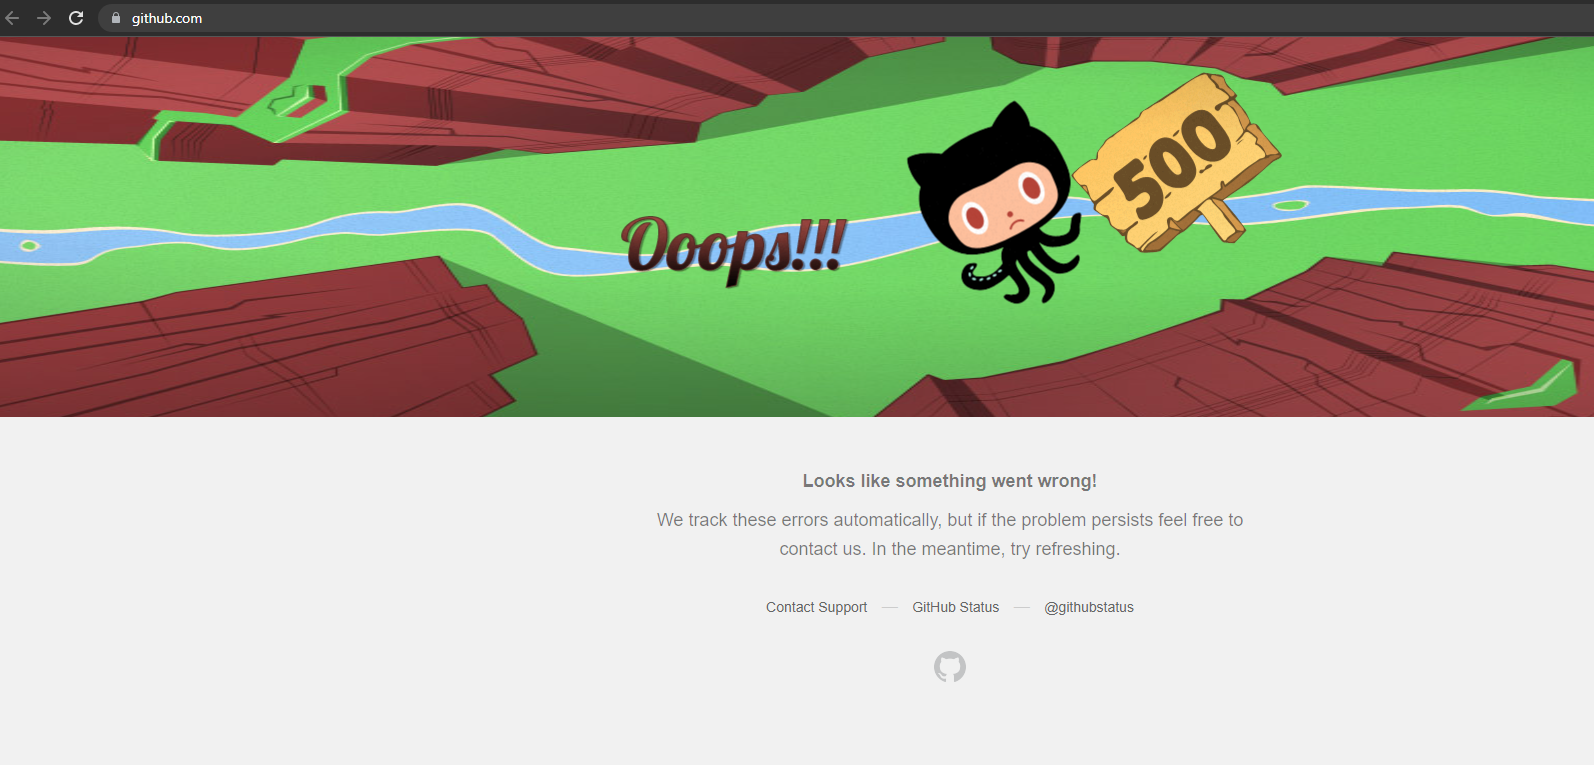 github.com
500
Ooops!!!
Looks like something went wrong!
We track these errors automatically, but if the problem persists feel free to
contact us. In the meantime, try refreshing.
Contact Support — GitHub Status — @githubstatus